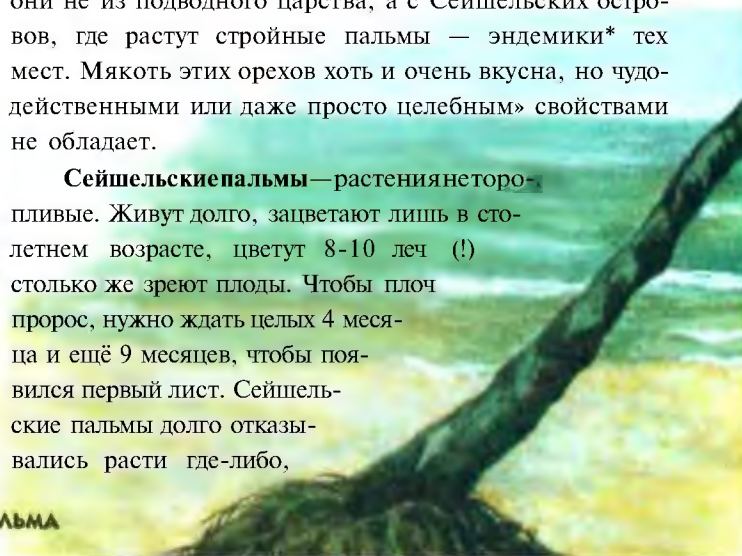 они не из подводного царства, а с Сейшельских остро-
вов, где растут стройные пальмы — эндемики* тех
мест. Мякоть этих орехов хоть и очень вкусна, но чудо-
действенными или даже просто целебным» свойствами
не обладает.
Сейшельскиепальмы—растениянеторо-
пливые. Живут долго, зацветают лишь в сто-
летнем возрасте, цветут 8-10 леч (!)
столько же зреют плоды. Чтобы плоч
пророс, нужно ждать целых 4 меся-
ца и ещё 9 месяцев, чтобы поя-
вился первый лист. Сейшель-
ские пальмы долго отказы-
вались расти где-либо,
ЛЬМА